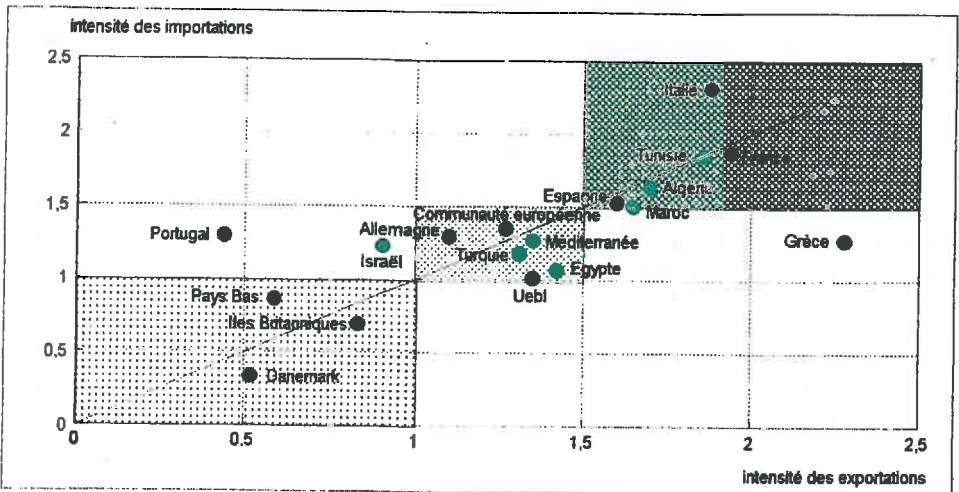 intensité des importations
2.5
2
1.5
1
0.5
0
Italie
Tunisie
Algérie
Espagne
Maroc
Communauté européenne
Allemagne
Portugal
Israël
Turquie
Méditerranée
Egypte
Grèce
Uebl
Pays Bas
Iles Britanniques
Danemark
0
0.5
1
1,5
2
2,5
intensité des exportations